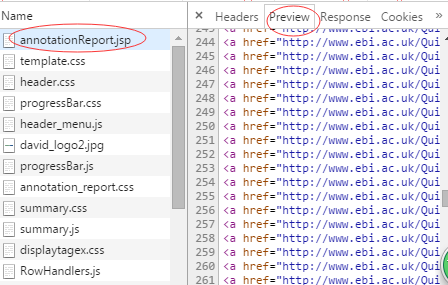 Name
annotationReport.jsp
template.css
header.css
progressBar.css
header_menu.js
david_logo2.jpg
progressBar.js
annotation_report.css
summary.css
summary.js
displaytagex.css
RowHandlers.js
× Headers Preview Response Cookies »
243 <a href="http://www.ebi.ac.uk/Qui
244 <a href="http://www.ebi.ac.uk/Qui
245 <a href="http://www.ebi.ac.uk/Qui
246 <a href="http://www.ebi.ac.uk/Qui
247 <a href="http://www.ebi.ac.uk/Qui
248 <a href="http://www.ebi.ac.uk/Qui
249 <a href="http://www.ebi.ac.uk/Qui
250 <a href="http://www.ebi.ac.uk/Qui
251 <a href="http://www.ebi.ac.uk/Qui
252 <a href="http://www.ebi.ac.uk/Qui
253 <a href="http://www.ebi.ac.uk/Qui
254 <a href="http://www.ebi.ac.uk/Qui
255 <a href="http://www.ebi.ac.uk/Qui
256 <a href="http://www.ebi.ac.uk/Qui
257 <a href="http://www.ebi.ac.uk/Qui
258 <a href="http://www.ebi.ac.uk/Qui
259 <a href="http://www.ebi.ac.uk/Qui
260 <a href="http://www.ebi.ac.uk/Qui
261 <a href="http://www.ebi.ac.uk/Qui